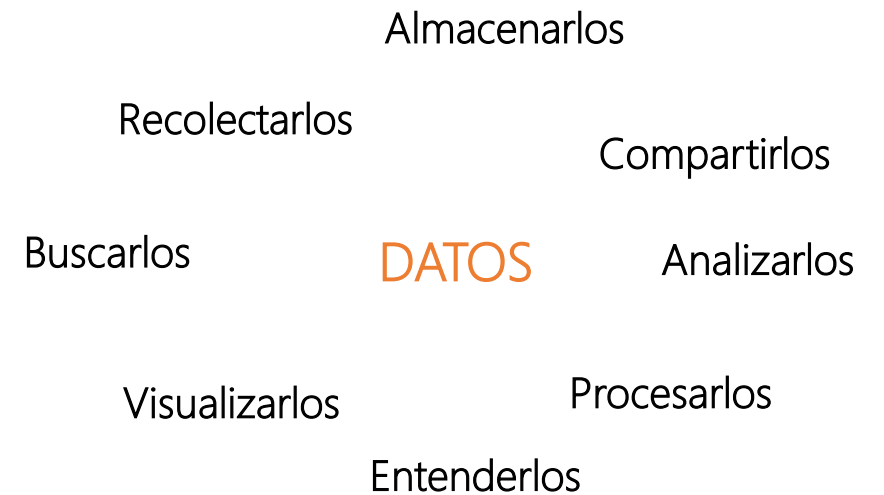 Almacenarlos
Recolectarlos
Compartirlos
Buscarlos
DATOS
Analizarlos
Visualizarlos
Procesarlos
Entenderlos